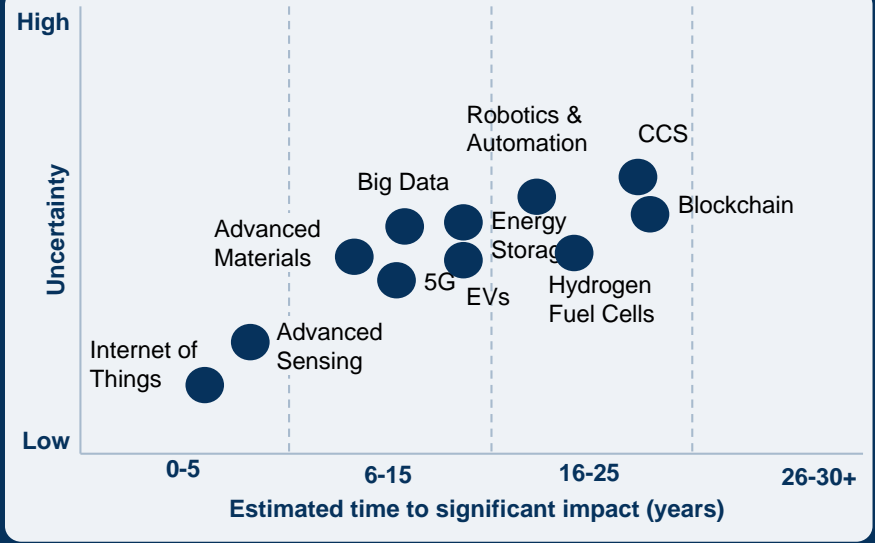 High
Robotics &
Automation
CCS
Big Data
Blockchain
Energy
Storag
Advanced
Materials
5G
EVs
Hydrogen
Fuel Cells
Advanced
Sensing
Internet of
Things
Uncertainty
Low
0-5
6-15
16-25
26-30+
Estimated time to significant impact (years)